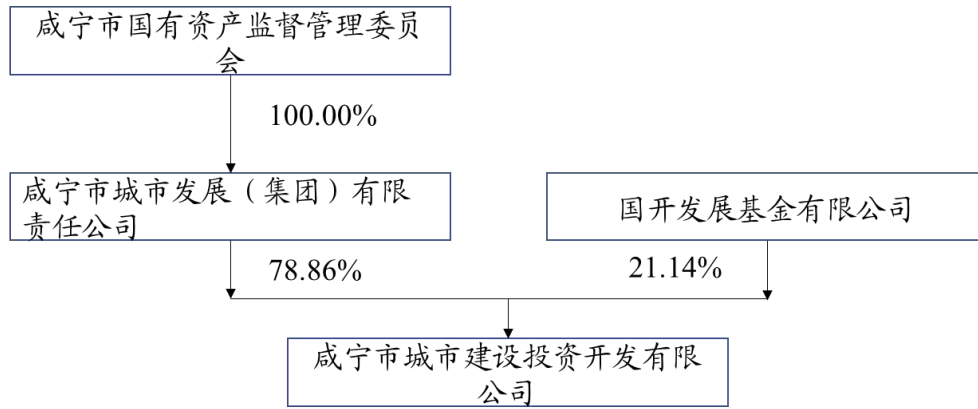 咸宁市国有资产监督管理委员
会
100.00%
咸宁市城市发展（集团）有限
责任公司
国开发展基金有限公司
78.86%
21.14%
咸宁市城市建设投资开发有限
公司